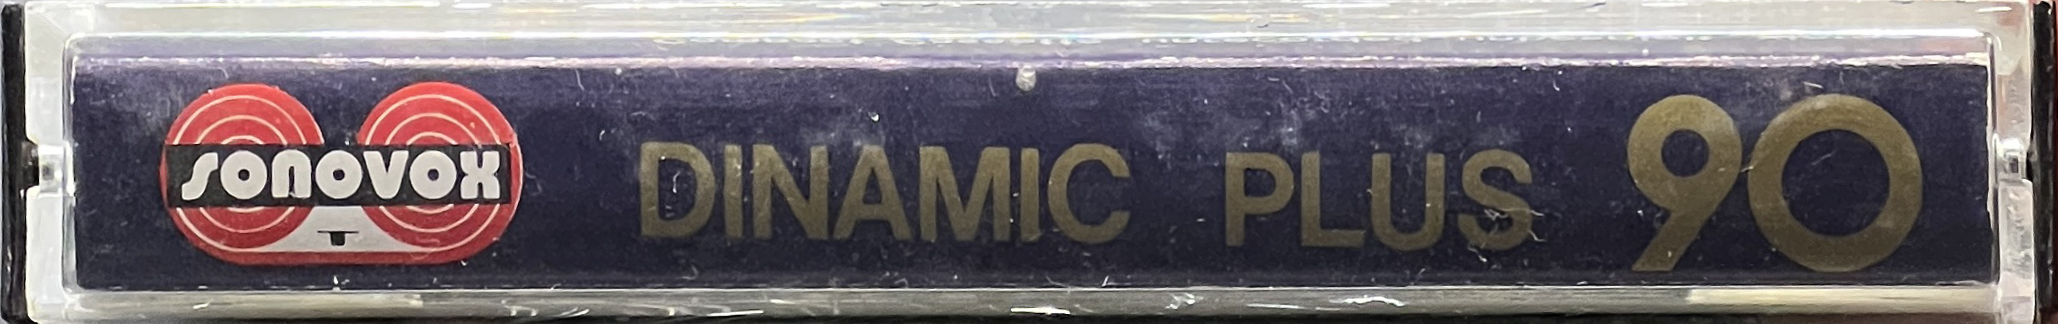 SONOVOX DINAMIC PLUS 90